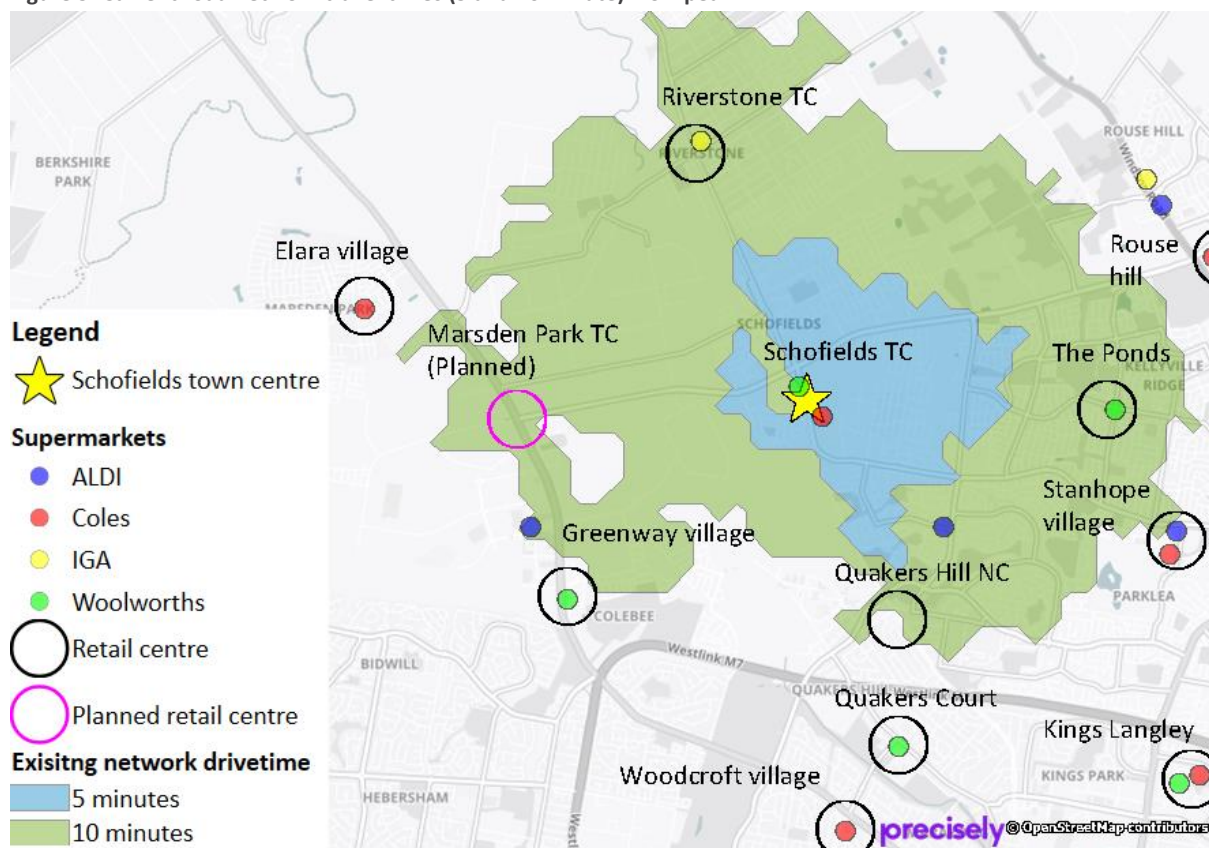 Riverstone TC
ROUSE HILL
BERKSHIRE
PARK
RIVERSTONE
Elara village
Rouse
hill
MARSDEN PARK
Legend
Schofields town centre
Marsden Park TC
(Planned)
SCHOFIELDS
Schofields TC
The Ponds
KELLYVILLE
RIDGE
Supermarkets
ALDI
Coles
IGA
Woolworths
Retail centre
Planned retail centre
Exisitng network drivetime
5 minutes
10 minutes
Stanhope
village
Greenway village
Quakers Hill NC
PARKLEA
COLEBEE
BIDWILL
Westlink M7
QUAKERS HILL
Quakers Court
Kings Langley
Woodcroft village
KINGS PARK
HEBERSHAM
precisely
© OpenStreetMap contributors